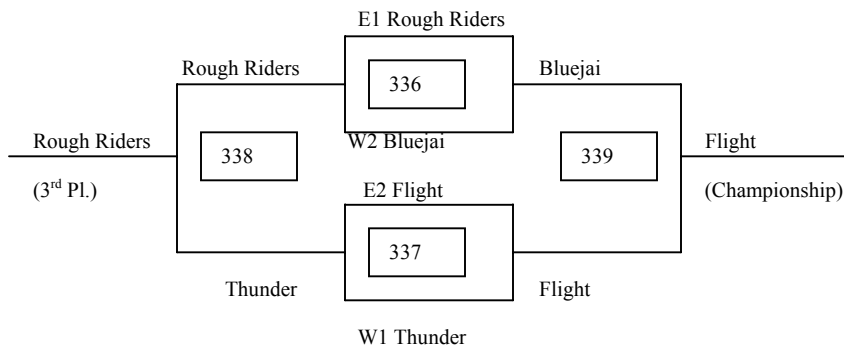 E1 Rough Riders
Rough Riders
336
Bluejai
Rough Riders
338
W2 Bluejai
339
Flight
(3rd Pl.)
E2 Flight
(Championship)
337
Thunder
Flight
W1 Thunder